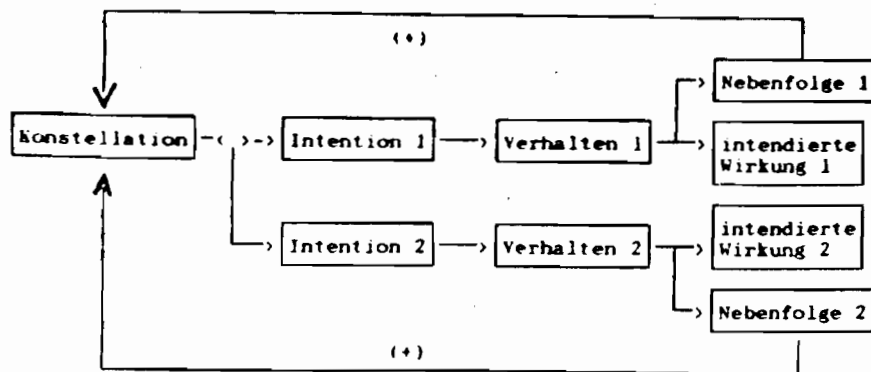 (+)
Nebenfolge 1
Konstellation
Intention 1
Verhalten 1
intendierte
Wirkung 1
Intention 2
Verhalten 2
intendierte
Wirkung 2
Nebenfolge 2
(+)